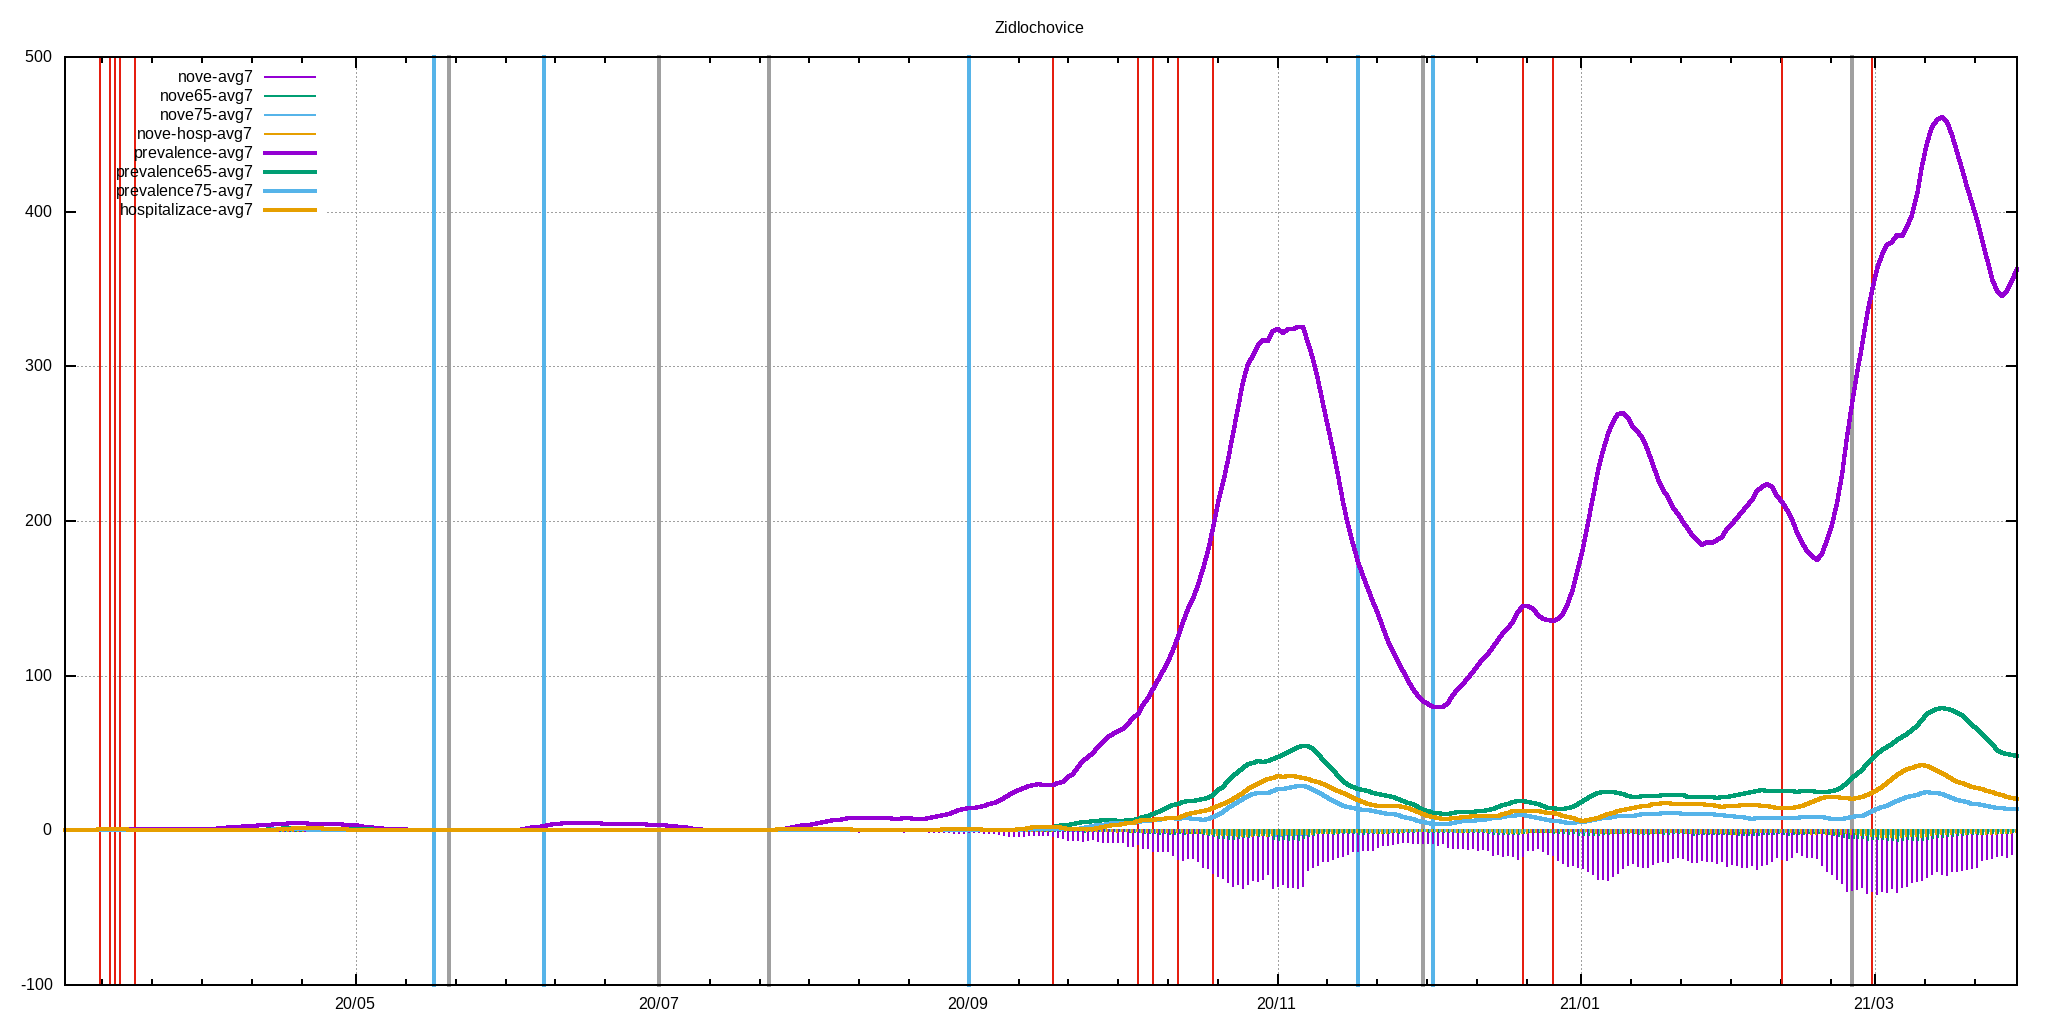 Zidlochovice
500
400
300
200
100
0
-100
nove-avg7
nove65-avg7
nove75-avg7
nove-hosp-avg7
prevalence-avg7
prevalence65-avg7
prevalence75-avg7
hospitalizace-avg7
20/05 20/07 20/09 20/11 21/01 21/03